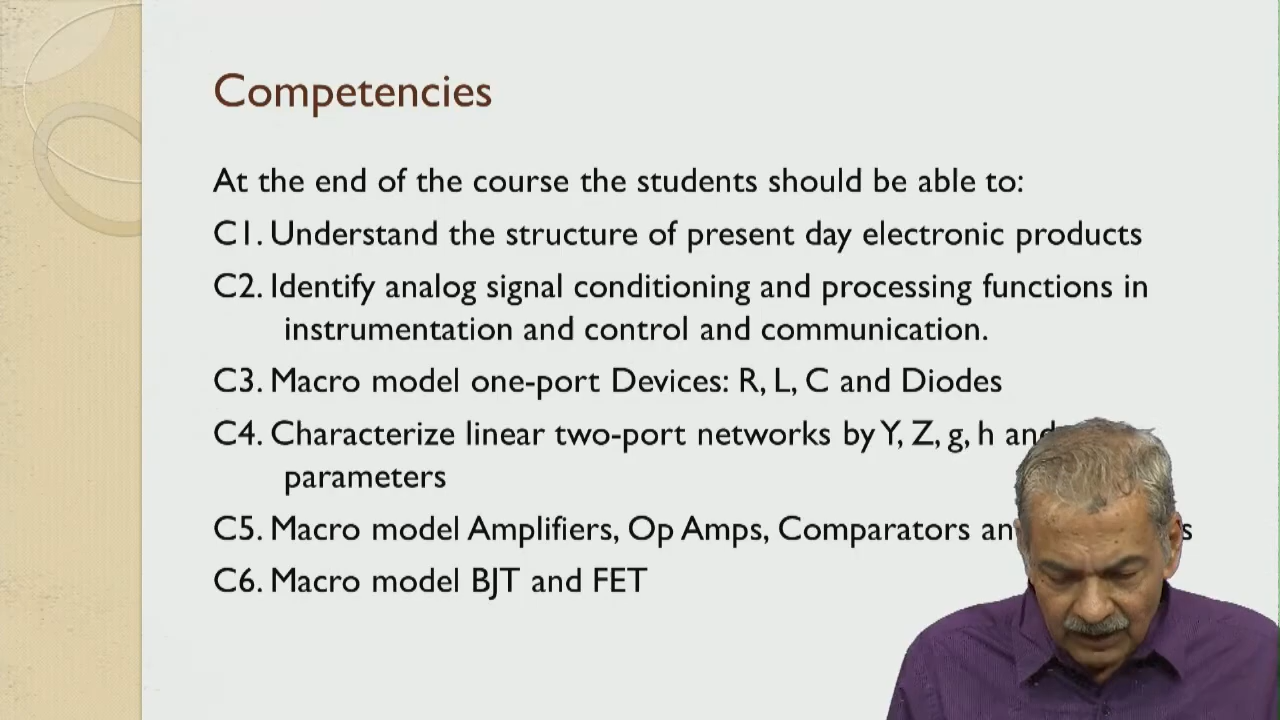 Competencies
At the end of the course the students should be able to:
C1. Understand the structure of present day electronic products
C2. Identify analog signal conditioning and processing functions in
instrumentation and control and communication.
C3. Macro model one-port Devices: R, L, C and Diodes
C4. Characterize linear two-port networks by Y, Z, g, h and
parameters
C5. Macro model Amplifiers, Op Amps, Comparators
C6. Macro model BJT and FET